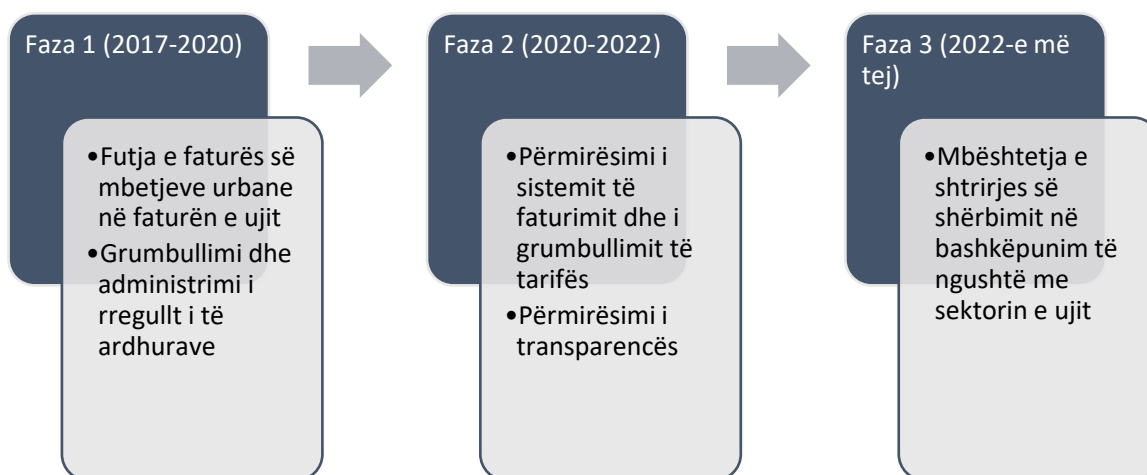 Faza 1 (2017-2020)
•Futja e faturës së
mbetjeve urbane
në faturën e ujit
•Grumbullimi dhe
administrimi i
rregullt i të
ardhurave
Faza 2 (2020-2022)
•Përmirësimi i
sistemit të
faturimit dhe i
grumbullimit të
tarifës
•Përmirësimi i
transparencës
Faza 3 (2022-e më
tej)
•Mbështetja e
shtrirjes së
shërbimit në
bashkëpunim të
ngushtë me
sektorin e ujit